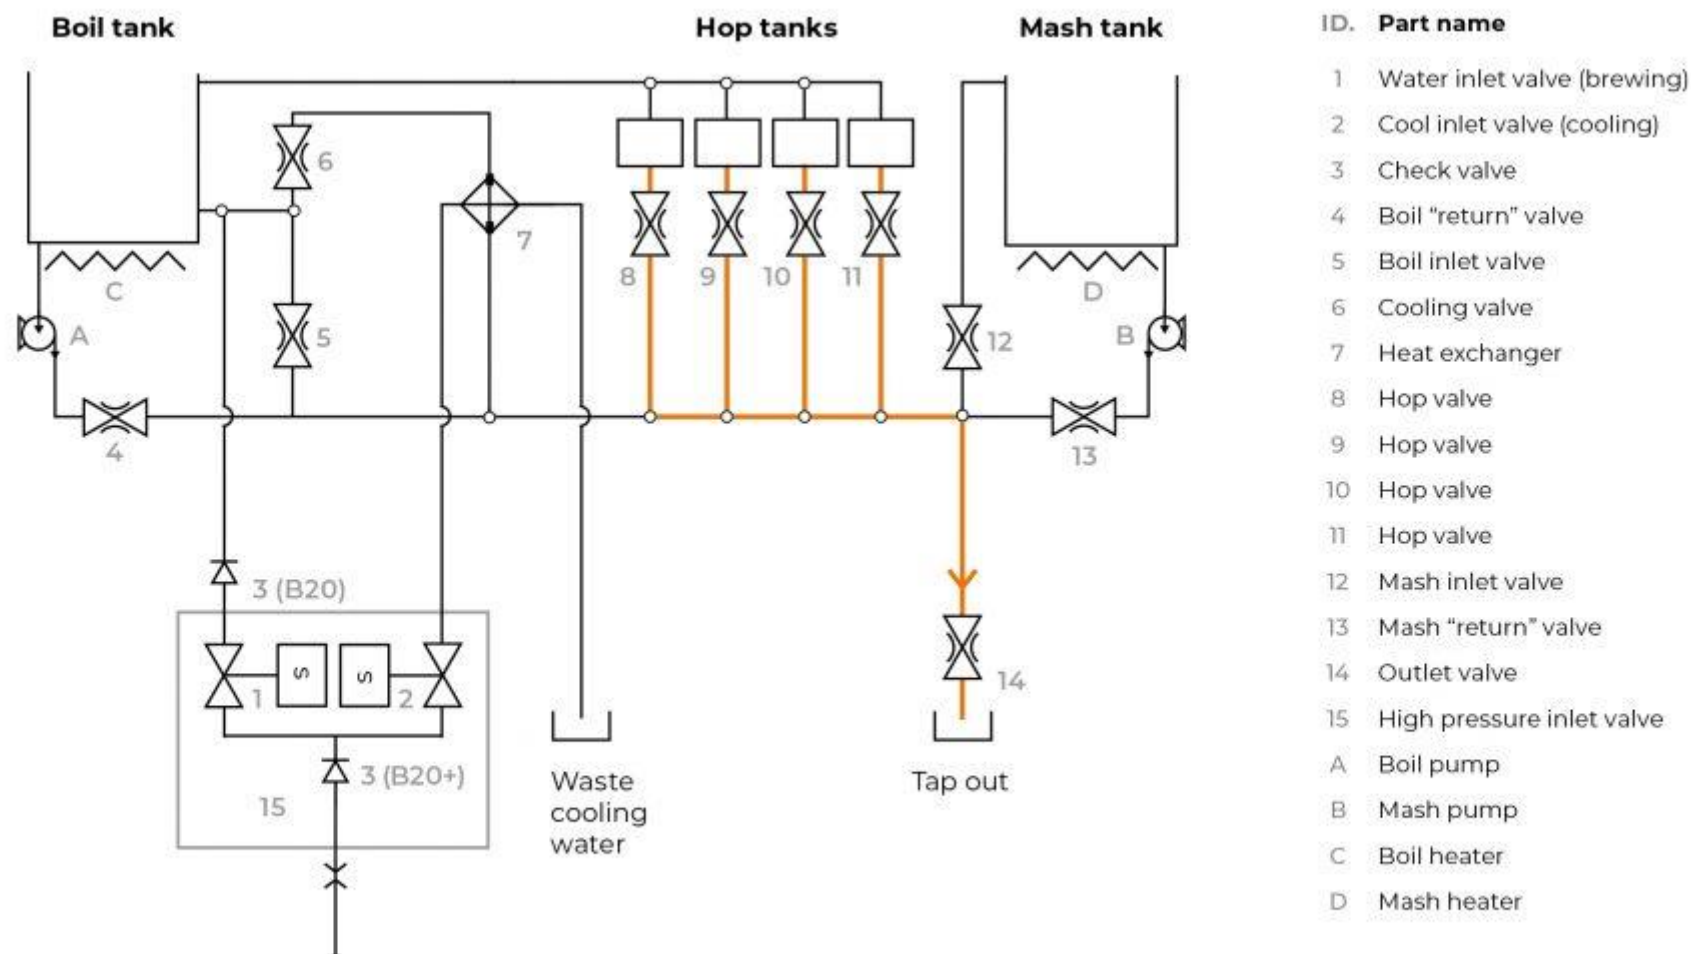 Boil tank
Hop tanks
Mash tank
6
7
C
8
9
10
11
D
A
5
12
B
4
13
3 (B20)
S
S
1
2
14
3 (B20+)
15
Waste
cooling
water
Tap out
ID. Part name
1 Water inlet valve (brewing)
2 Cool inlet valve (cooling)
3 Check valve
4 Boil “return” valve
5 Boil inlet valve
6 Cooling valve
7 Heat exchanger
8 Hop valve
9 Hop valve
10 Hop valve
11 Hop valve
12 Mash inlet valve
13 Mash “return” valve
14 Outlet valve
15 High pressure inlet valve
A Boil pump
B Mash pump
C Boil heater
D Mash heater